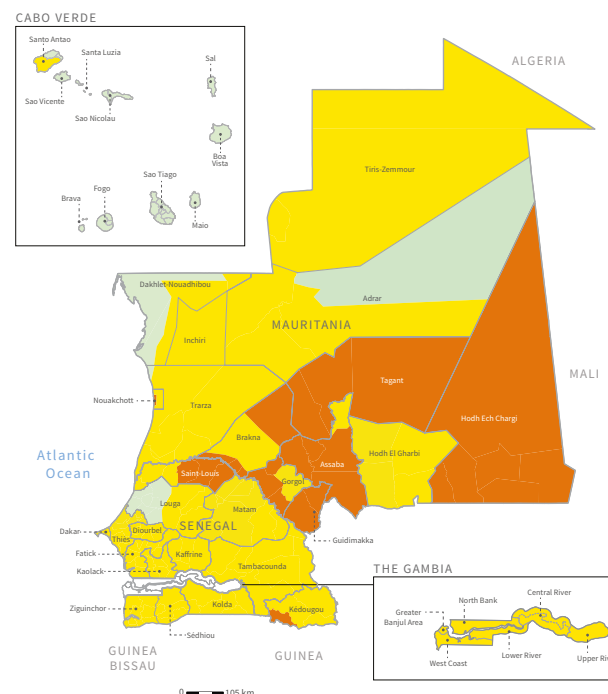 CABO VERDE
Santo Antao
Santa Luzia
Sal
Sao Vicente
Sao Nicolau
Boa
Vista
Sao Tiago
Fogo
Brava
Maio
ALGERIA
Tiris-Zemmour
Dakhlet-Nouadhibou
Adrar
MAURITANIA
Inchiri
MALI
Tagant
Nouakchott
Trarza
Hodh Ech Chargi
Brakna
Atlantic
Ocean
Hodh El Gharbi
Assaba
Saint-Louis
Gorgol
Louga
Matam
SENEGAL
Dakar
Diourbel
Thiès
Guidimakka
Fatick
Kaffrine
Kaolack
Tambacounda
THE GAMBIA
Ziguinchor
Kolda
Kédougou
Sédhiou
Central River
North Bank
Greater
Banjul Area
GUINEA
BISSAU
GUINEA
West Coast
Lower River
Upper Riv
0
105 km